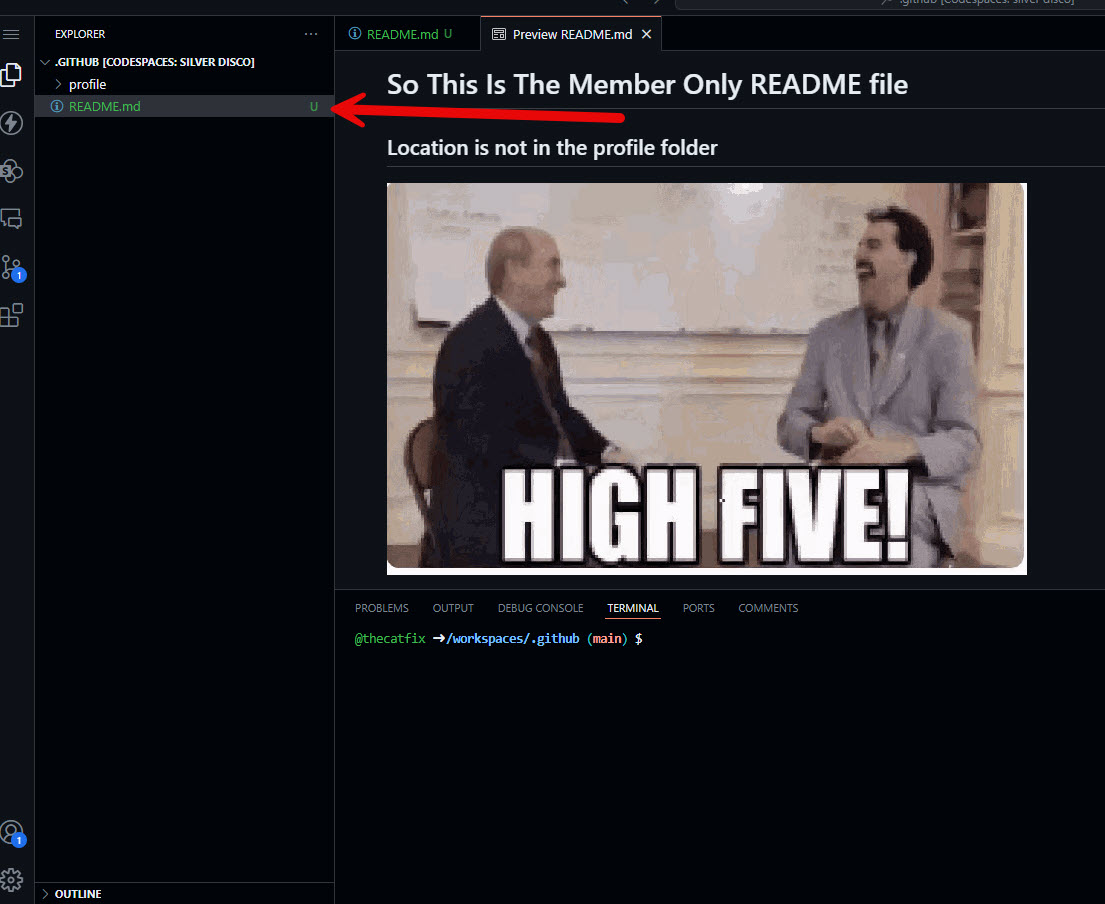 .github [Codespaces: silver disco]
EXPLORER
...
README.md U
Preview README.md
.GITHUB [CODESPACES: SILVER DISCO]
profile
README.md U
So This Is The Member Only README file
Location is not in the profile folder
HIGH FIVE!
PROBLEMS OUTPUT DEBUG CONSOLE TERMINAL PORTS COMMENTS
@thecatfix ➜/workspaces/.github (main) $
S
1
1
OUTLINE